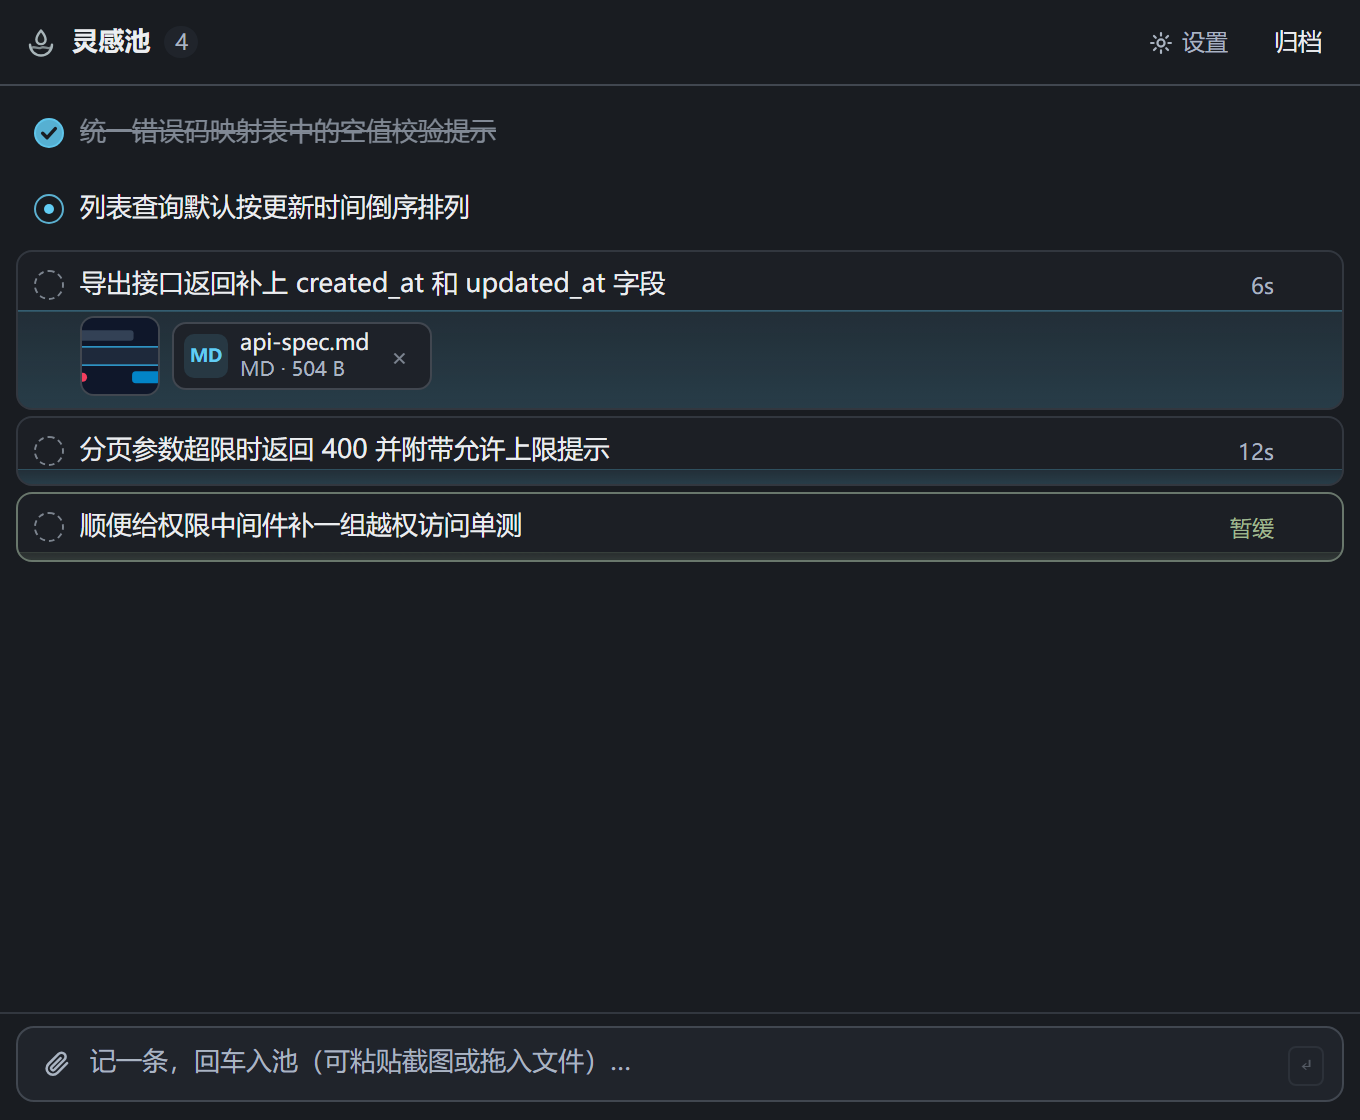 灵感池 4
设置
归档
统一错误码映射表中的空值校验提示
列表查询默认按更新时间倒序排列
导出接口返回补上 created_at 和 updated_at 字段
6s
MD
api-spec.md
MD · 504 B
分页参数超限时返回 400 并附带允许上限提示
12s
顺便给权限中间件补一组越权访问单测
暂缓
记一条，回车入池（可粘贴截图或拖入文件）...